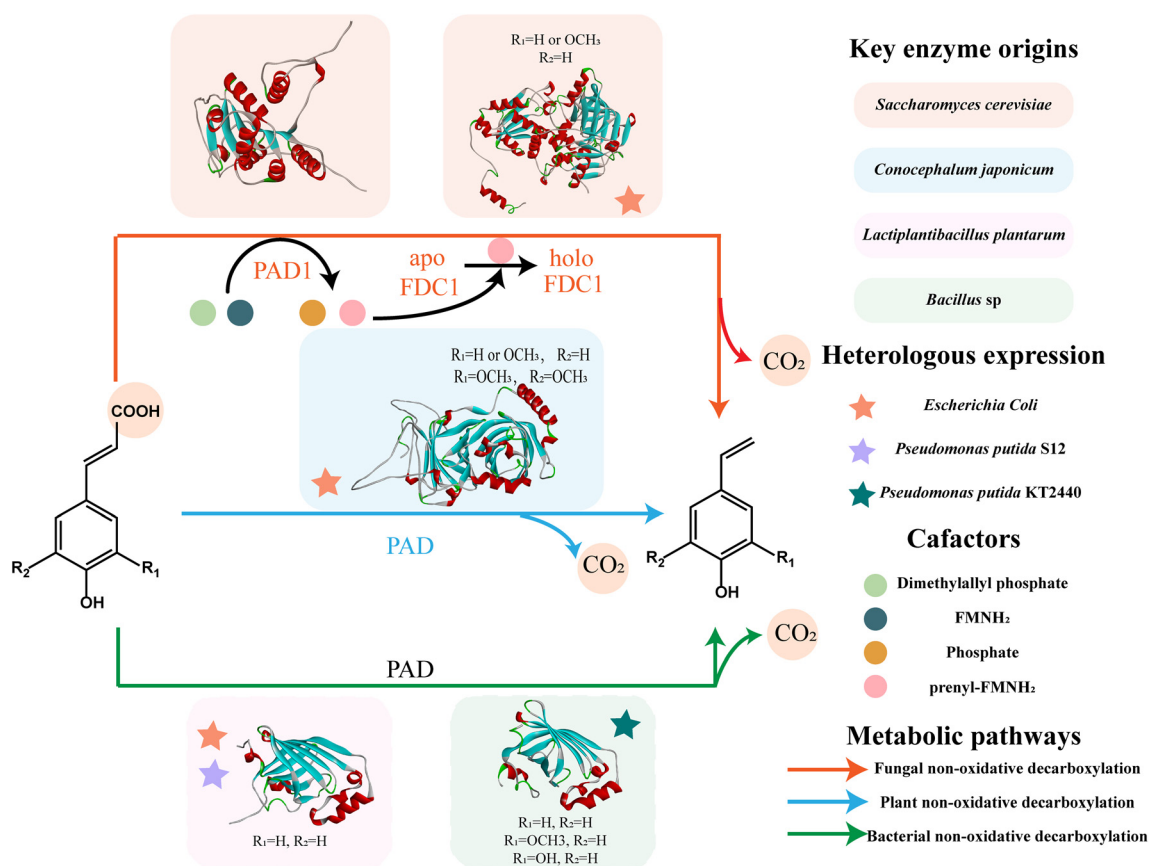 R₁=H or OCH₃
R₂=H
PAD1
apo
FDC1
holo
FDC1
CO₂
R₁=H or OCH₃, R₂=H
R₁=OCH₃, R₂=OCH₃
COOH
R₂
R₁
OH
PAD
CO₂
R₂
R₁
OH
PAD
CO₂
R₁=H, R₂=H
R₁=H, R₂=H
R₁=OCH3, R₂=H
R₁=OH, R₂=H
Key enzyme origins
Saccharomyces cerevisiae
Conocephalum japonicum
Lactiplantibacillus plantarum
Bacillus sp
Heterologous expression
Escherichia Coli
Pseudomonas putida S12
Pseudomonas putida KT2440
Cafactors
Dimethylallyl phosphate
FMNH₂
Phosphate
prenyl-FMNH₂
Metabolic pathways
Fungal non-oxidative decarboxylation
Plant non-oxidative decarboxylation
Bacterial non-oxidative decarboxylation